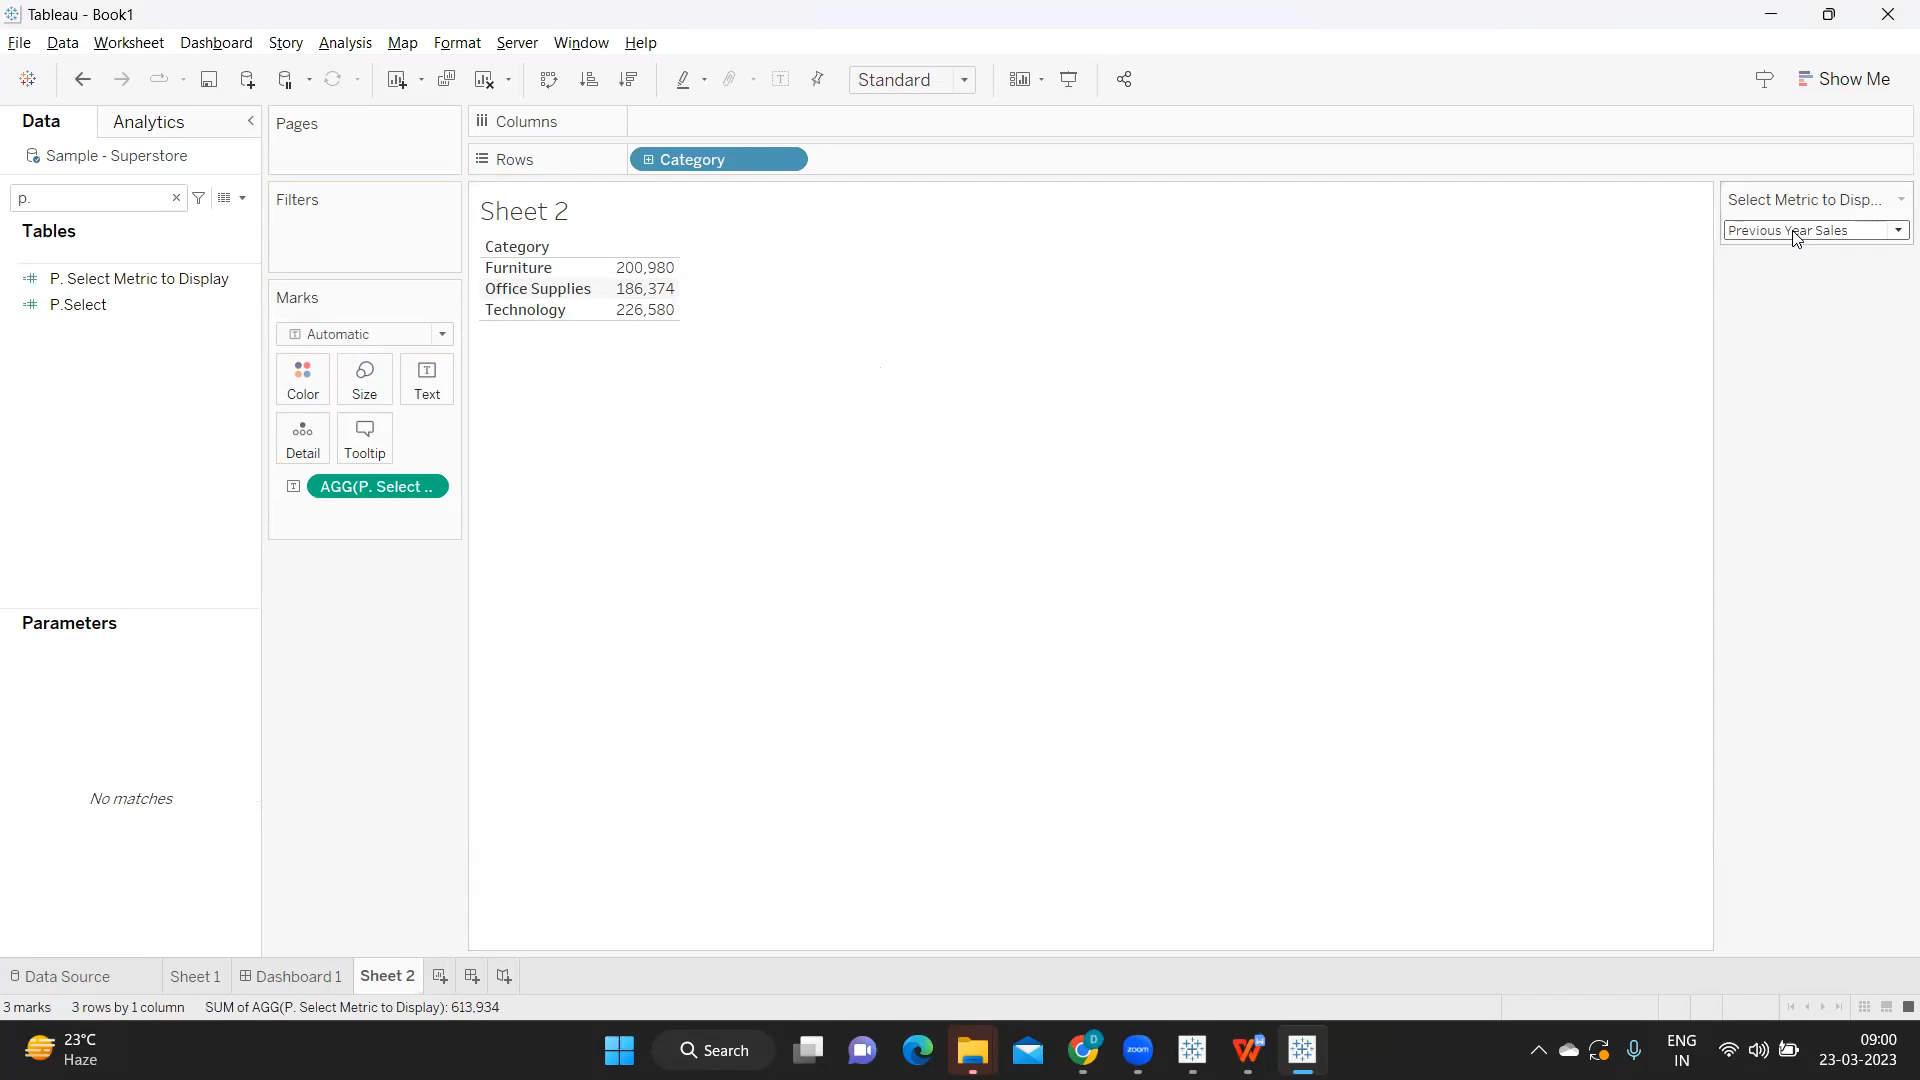 Tableau - Book1
File Data Worksheet Dashboard Story Analysis Map Format Server Window Help
Standard
Show Me
Data Analytics
Sample - Superstore
p.
Tables
P. Select Metric to Display
P.Select
Parameters
No matches
Pages
Filters
Marks
Automatic
Color Size Text
Detail Tooltip
AGG(P. Select ..
Columns
Rows Category
Sheet 2
Category
Furniture 200,980
Office Supplies 186,374
Technology 226,580
Select Metric to Disp...
Previous Year Sales
Data Source Sheet 1 Dashboard 1 Sheet 2
3 marks 3 rows by 1 column SUM of AGG(P. Select Metric to Display): 613,934
23°C
Haze
Search
zoom
D
ENG
IN
09:00
23-03-2023